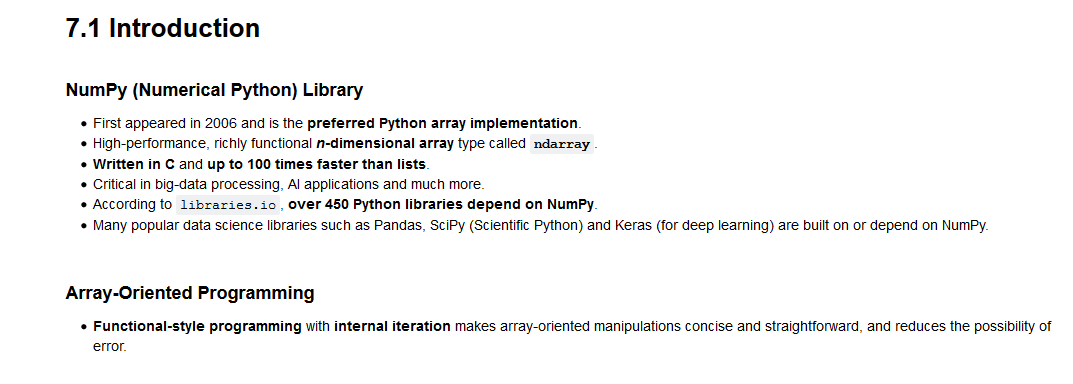 7.1 Introduction
NumPy (Numerical Python) Library
• First appeared in 2006 and is the preferred Python array implementation.
• High-performance, richly functional n-dimensional array type called ndarray.
• Written in C and up to 100 times faster than lists.
• Critical in big-data processing, AI applications and much more.
• According to libraries.io, over 450 Python libraries depend on NumPy.
• Many popular data science libraries such as Pandas, SciPy (Scientific Python) and Keras (for deep learning) are built on or depend on NumPy.
Array-Oriented Programming
• Functional-style programming with internal iteration makes array-oriented manipulations concise and straightforward, and reduces the possibility of
error.